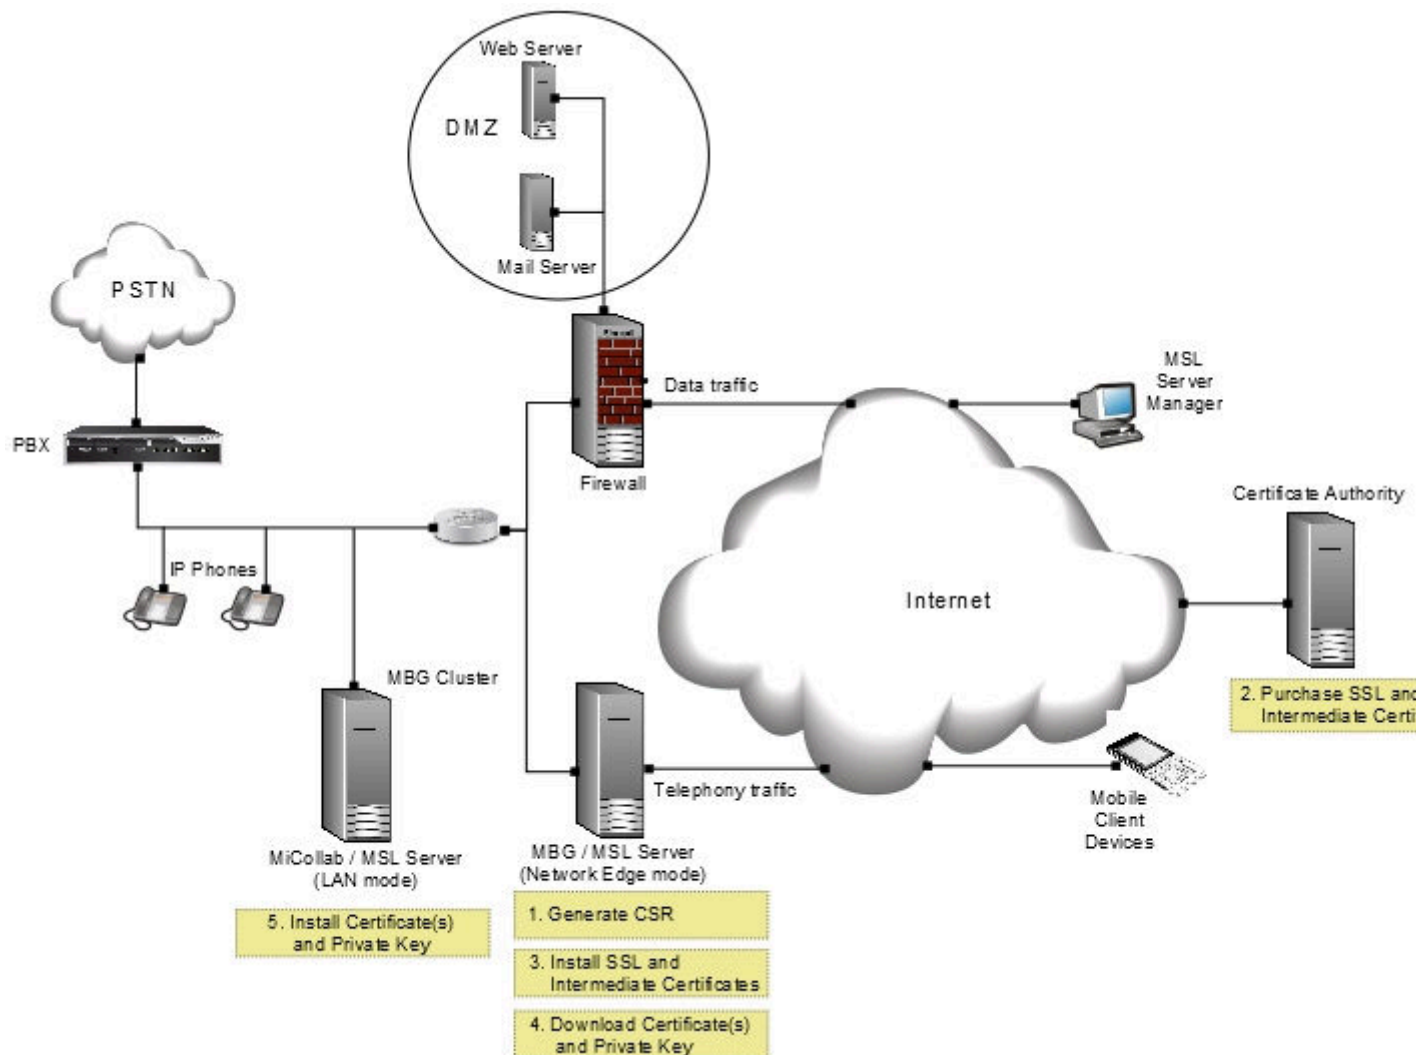 Web Server
DMZ
Mail Server
PSTN
Firewall
Data traffic
MSL
Server
Manager
PBX
Firewall
Certificate Authority
IP Phones
Internet
MBG Cluster
2. Purchase SSL and
Intermediate
Telephony traffic
Mobile
Client
Devices
MiCollab / MSL Server
(LAN mode)
MBG / MSL Server
(Network Edge mode)
5. Install Certificate(s)
and Private Key
1. Generate CSR
3. Install SSL and
Intermediate Certificates
4. Download Certificate(s)
and Private Key